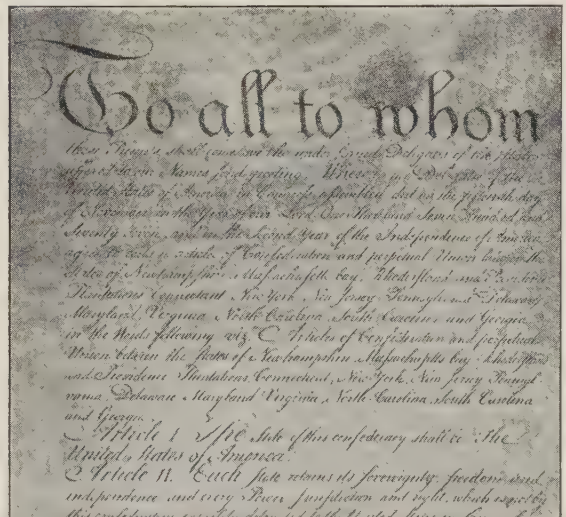 To all to whom
these Presents shall come, we the under signed Delegates of the States
affixed to our Names send greeting. Whereas the Delegates of the
United States of America in Congress assembled did on the fifteenth day
of November in the Year of our Lord One Thousand Seven Hundred and
Seventy seven, and in the Second Year of the Independence of America
agree to certain articles of Confederation and perpetual Union between the
States of Newhampshire, Massachusetts bay, Rhodeisland and Providence
Plantations, Connecticut, New York, New Jersey, Pennsylvania, Delaware,
Maryland, Virginia, North Carolina, South Carolina, and Georgia
in the Words following, viz. Articles of Confederation and perpetual
Union between the States of Newhampshire, Massachusetts bay, Rhodeisland
and Providence Plantations, Connecticut, New York, New Jersey, Pennsyl
vania, Delaware, Maryland, Virginia, North Carolina, South Carolina
and Georgia.
Article I. The Stile of this confederacy shall be "The
United States of America."
Article II. Each state retains its sovereignty, freedom and
independence, and every Power, Jurisdiction and right, which is not by
this confederation